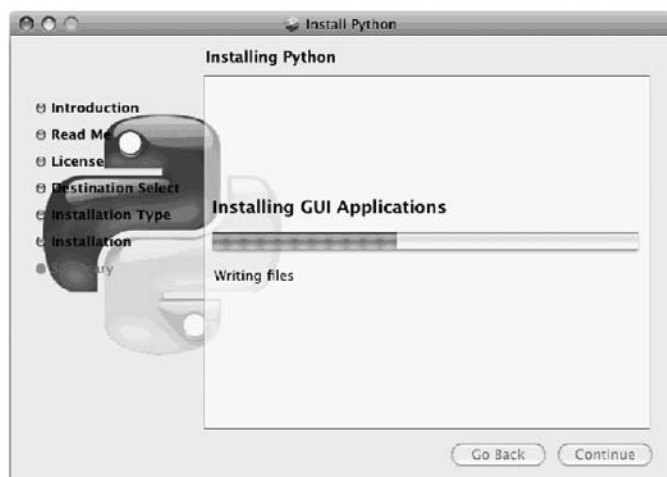 Install Python
Installing Python
Introduction
Read Me
License
Destination Select
Installation Type
Installation
Summary
Installing GUI Applications
Writing files
Go Back
Continue